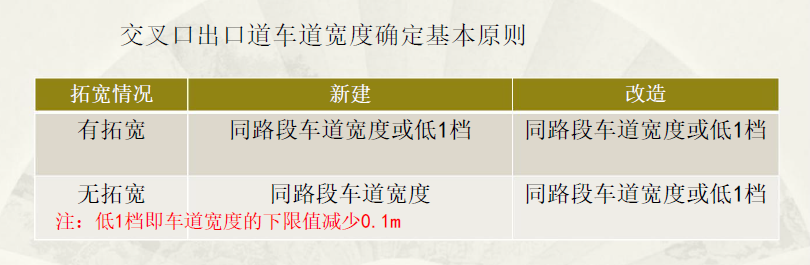 交叉口出口道车道宽度确定基本原则
拓宽情况 新建 改造
有拓宽 同路段车道宽度或低1档 同路段车道宽度或低1档
无拓宽 同路段车道宽度 同路段车道宽度或低1档
注：低1档即车道宽度的下限值减少0.1m